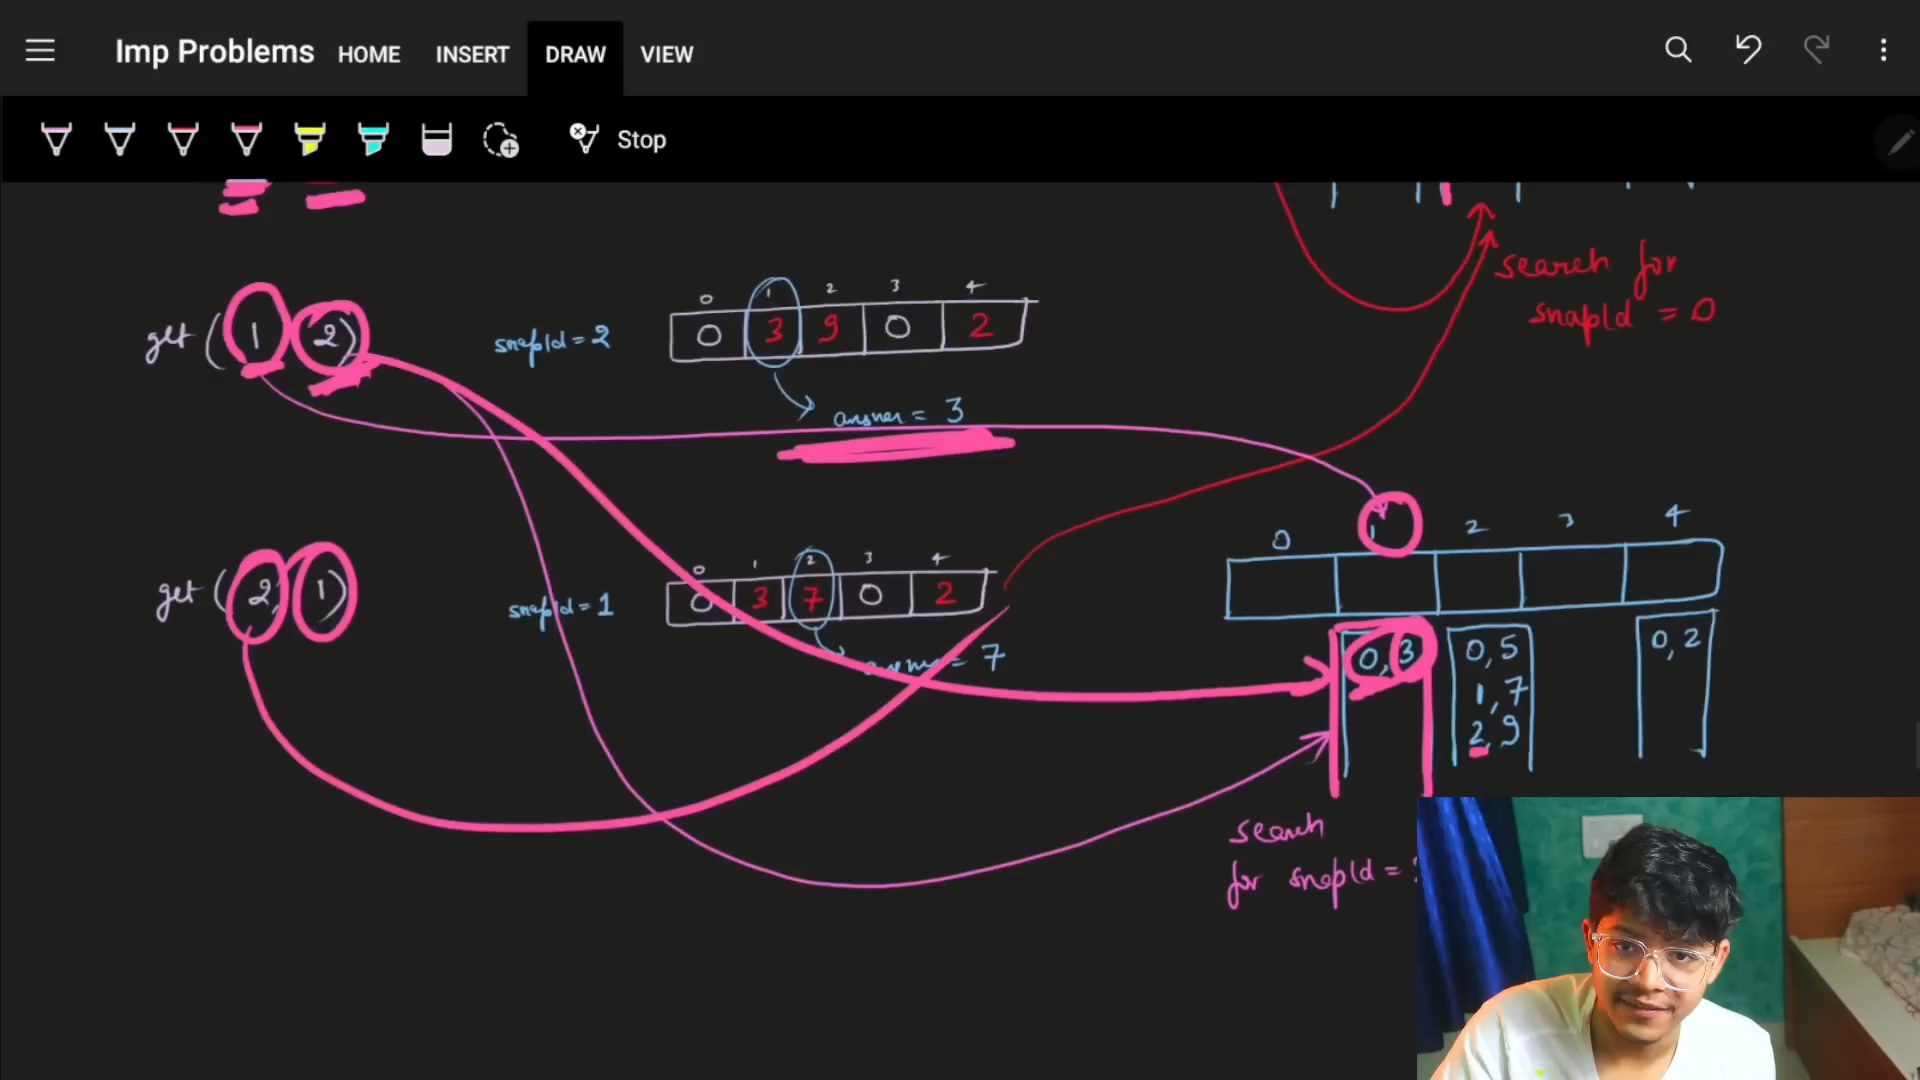 Imp Problems HOME INSERT DRAW VIEW
Stop
search for
snapId = 0
get (1, 2)
snapId = 2
0 1 2 3 4
0 3 9 0 2
answer = 3
get (2, 1)
snapId = 1
0 1 2 3 4
0 3 7 0 2
answer = 7
0 1 2 3 4
0,3 0,5 0,2
1,7
2,9
search
for snapId =